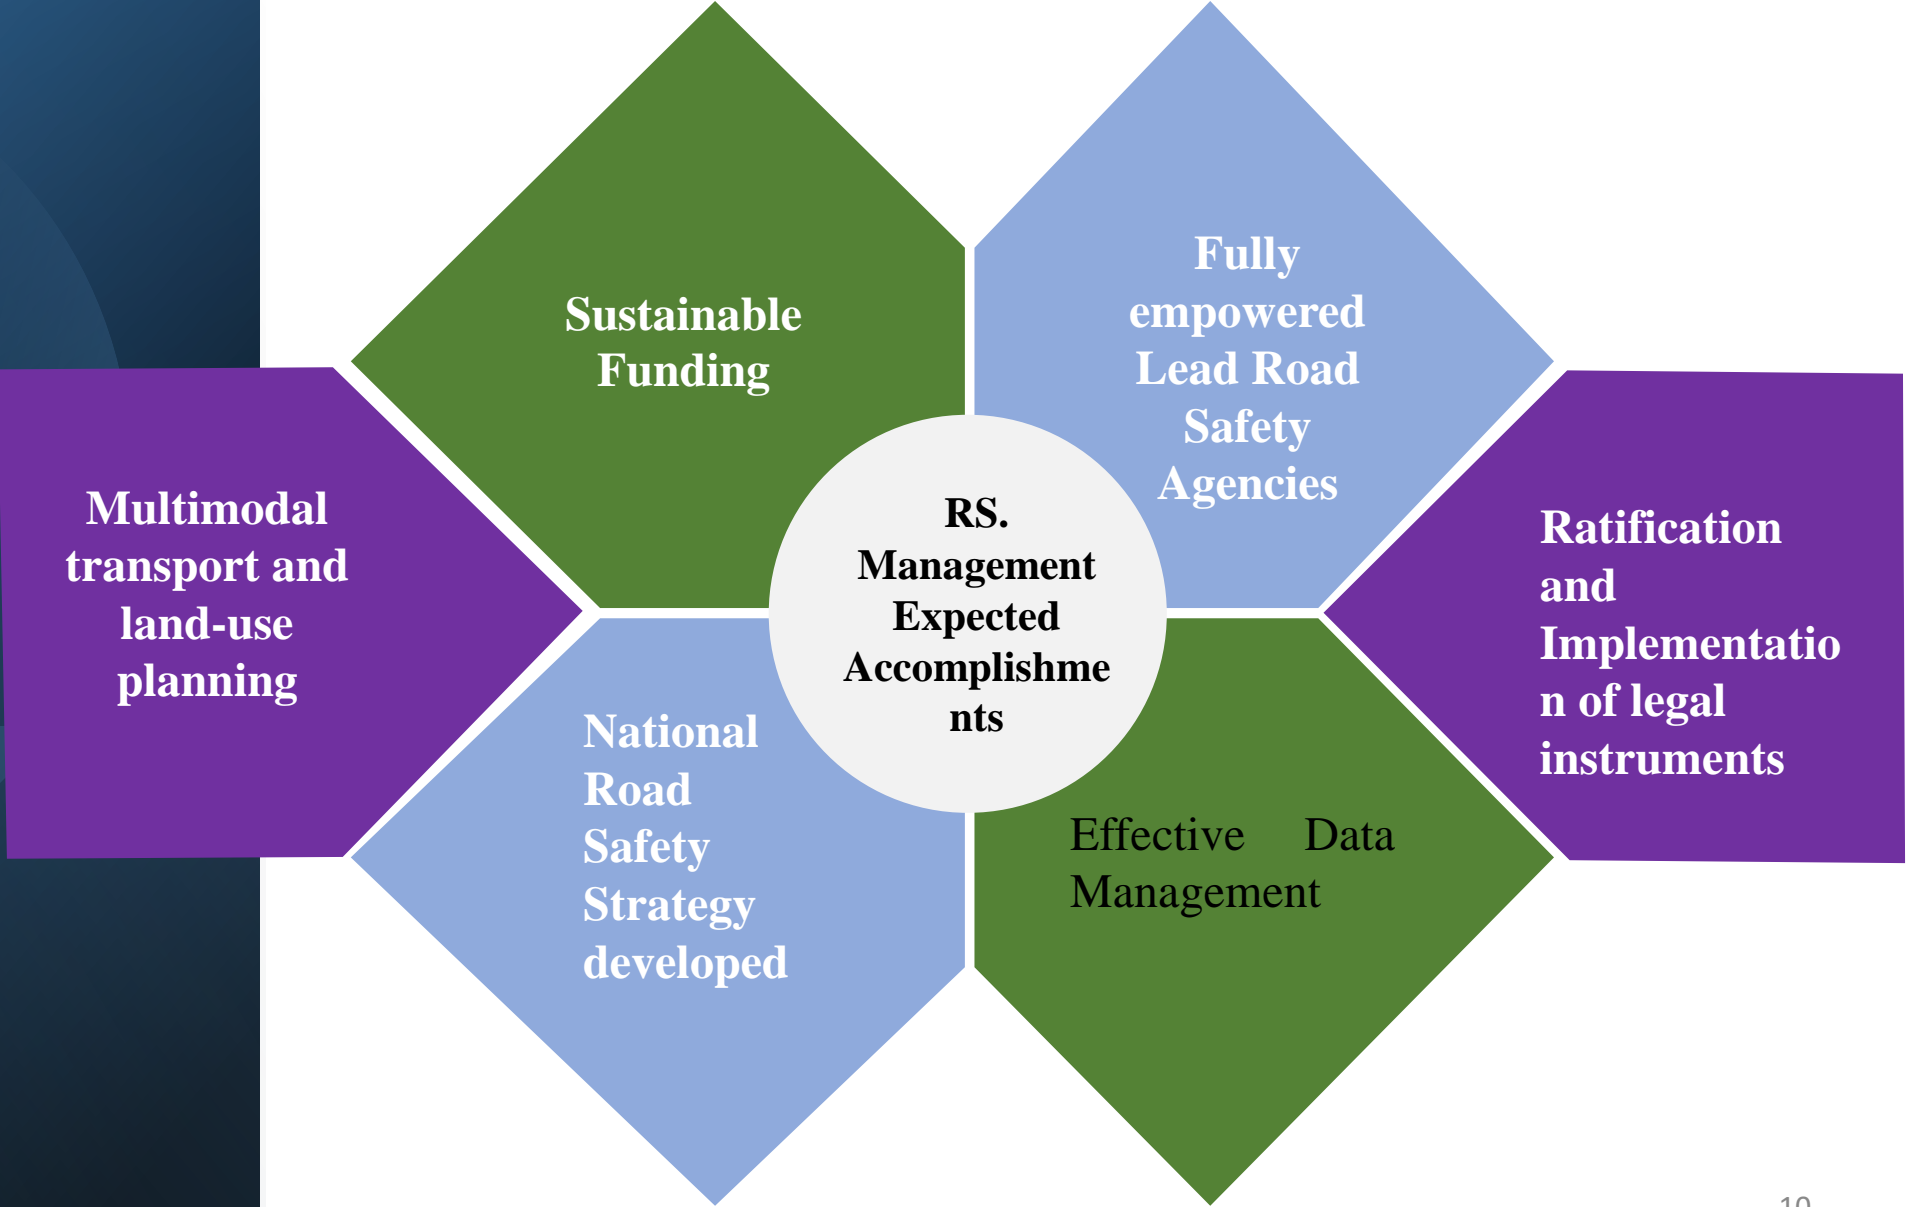 Sustainable
Funding
Fully
empowered
Lead Road
Safety
Agencies
Multimodal
transport and
land-use
planning
RS.
Management
Expected
Accomplishme
nts
Ratification
and
Implementatio
n of legal
instruments
National
Road
Safety
Strategy
developed
Effective Data
Management
10